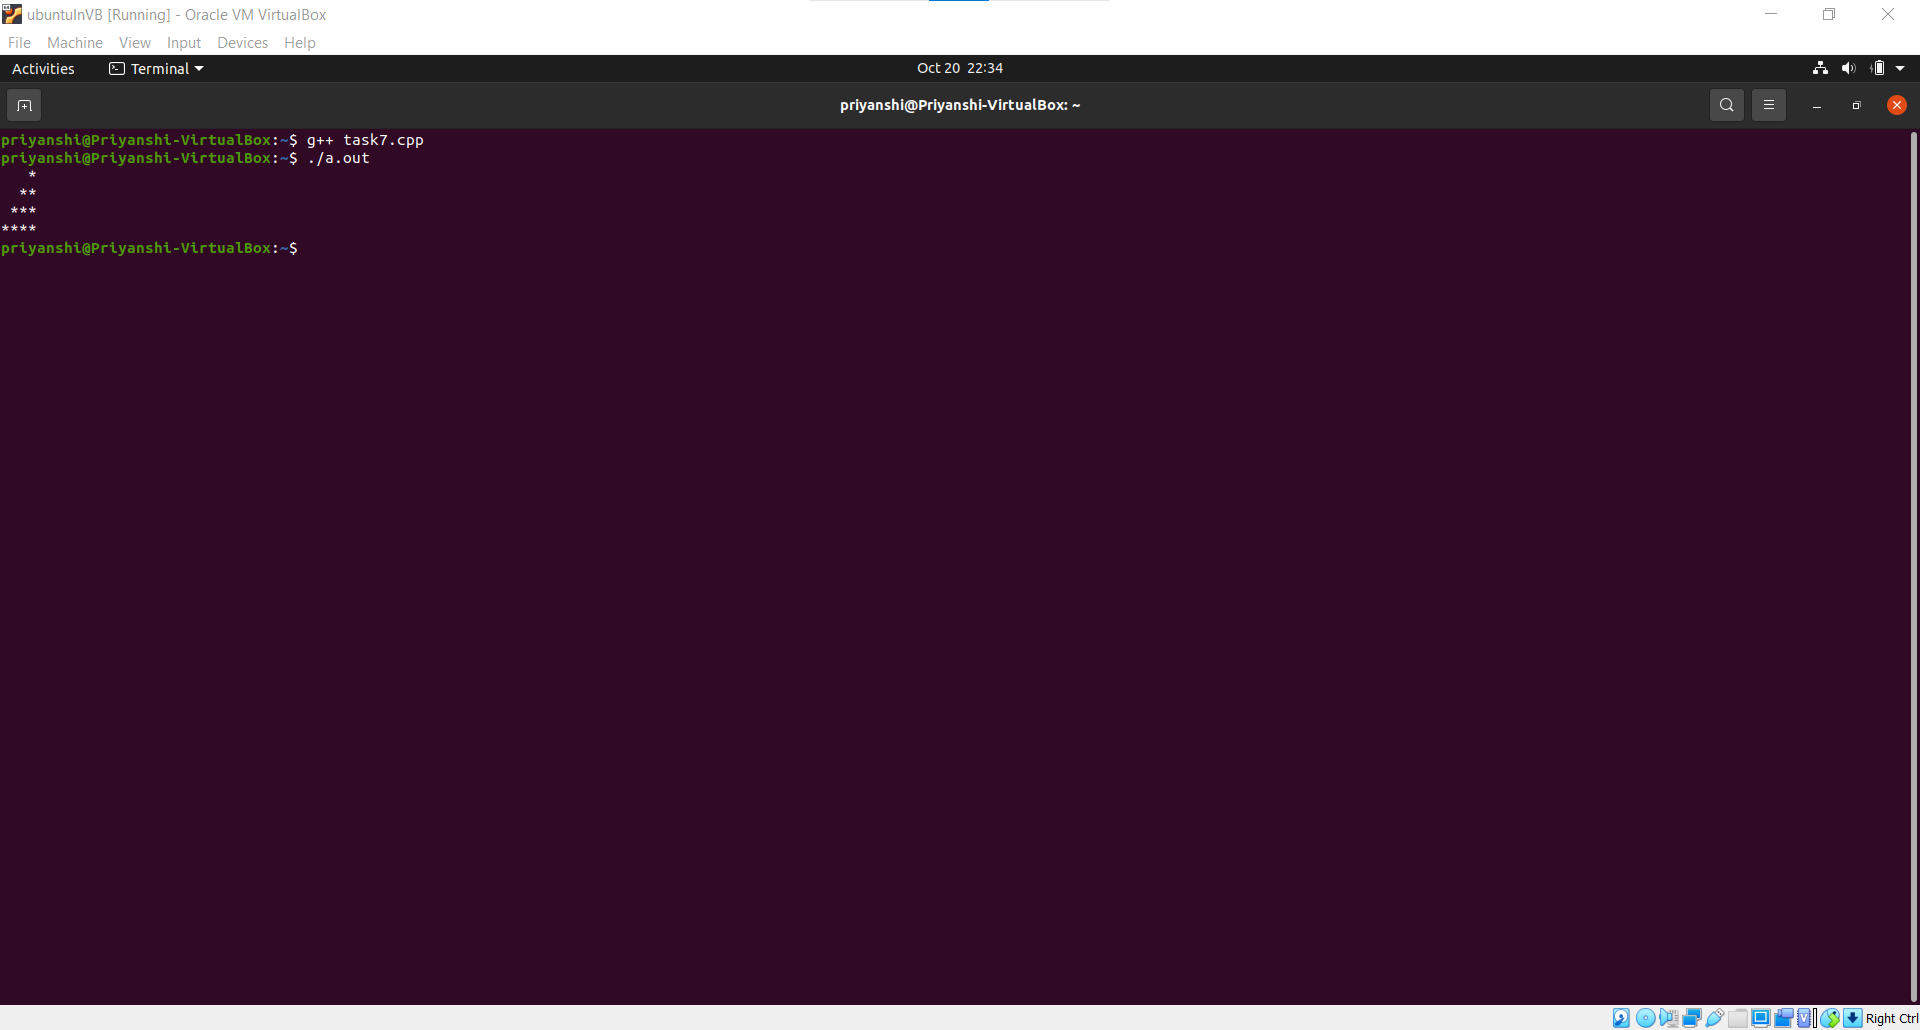 ubuntuInVB [Running] - Oracle VM VirtualBox
File Machine View Input Devices Help
Activities Terminal Oct 20 22:34
priyanshi@Priyanshi-VirtualBox: ~
priyanshi@Priyanshi-VirtualBox:~$ g++ task7.cpp
priyanshi@Priyanshi-VirtualBox:~$ ./a.out
   *
  **
 ***
****
priyanshi@Priyanshi-VirtualBox:~$
Right Ctrl